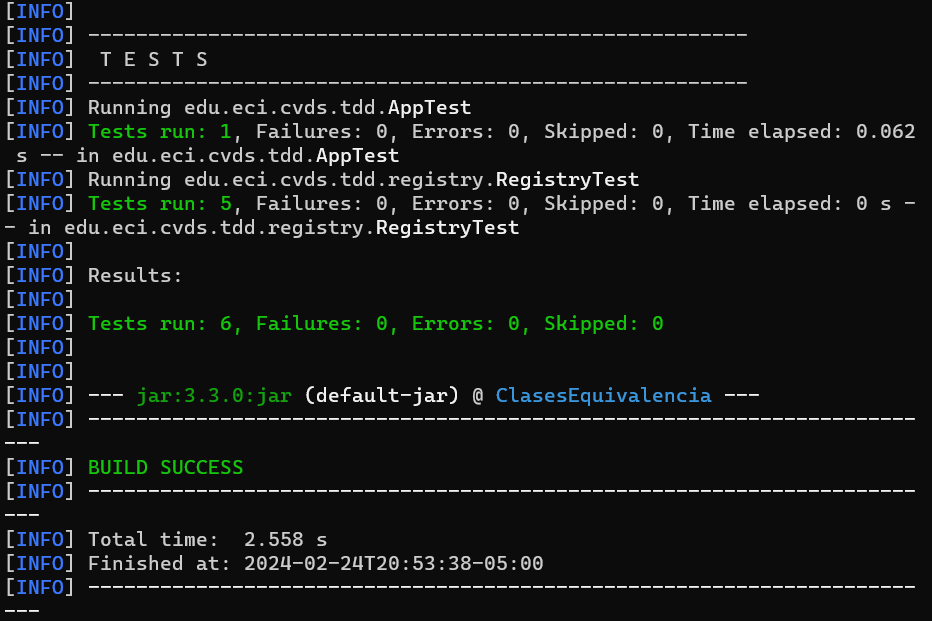 [INFO]
[INFO] -------------------------------------------------------
[INFO]  T E S T S
[INFO] -------------------------------------------------------
[INFO] Running edu.eci.cvds.tdd.AppTest
[INFO] Tests run: 1, Failures: 0, Errors: 0, Skipped: 0, Time elapsed: 0.062
 s -- in edu.eci.cvds.tdd.AppTest
[INFO] Running edu.eci.cvds.tdd.registry.RegistryTest
[INFO] Tests run: 5, Failures: 0, Errors: 0, Skipped: 0, Time elapsed: 0 s -
- in edu.eci.cvds.tdd.registry.RegistryTest
[INFO]
[INFO] Results:
[INFO]
[INFO] Tests run: 6, Failures: 0, Errors: 0, Skipped: 0
[INFO]
[INFO]
[INFO] --- jar:3.3.0:jar (default-jar) @ ClasesEquivalencia ---
[INFO] ---------------------------------------------------------------------
---
[INFO] BUILD SUCCESS
[INFO] ---------------------------------------------------------------------
---
[INFO] Total time:  2.558 s
[INFO] Finished at: 2024-02-24T20:53:38-05:00
[INFO] ---------------------------------------------------------------------
---